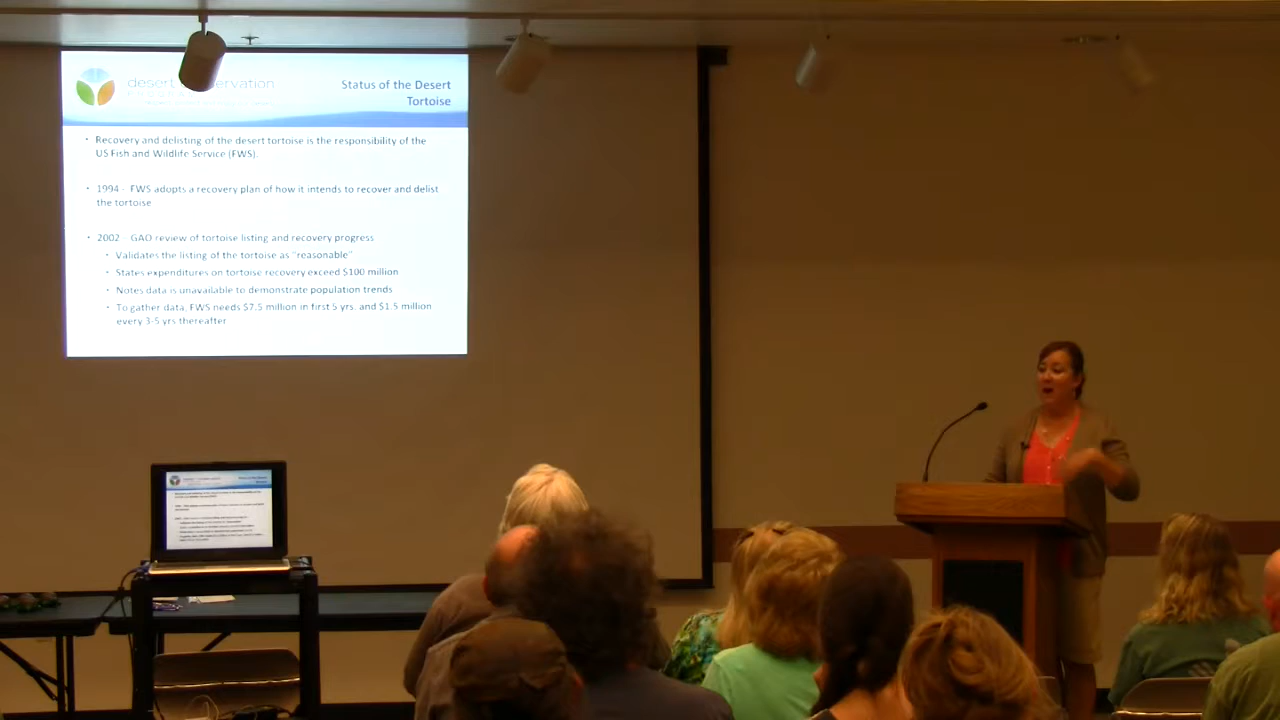 desert conservation
PROGRAM
Status of the Desert
Tortoise
• Recovery and delisting of the desert tortoise is the responsibility of the
US Fish and Wildlife Service (FWS).
• 1994 - FWS adopts a recovery plan of how it intends to recover and delist
the tortoise
• 2002 GAO review of tortoise listing and recovery progress
• Validates the listing of the tortoise as "reasonable"
• States expenditures on tortoise recovery exceed $100 million
• Notes data is unavailable to demonstrate population trends
• To gather data, FWS needs $7.5 million in first 5 yrs. and $1.5 million
every 3-5 yrs thereafter